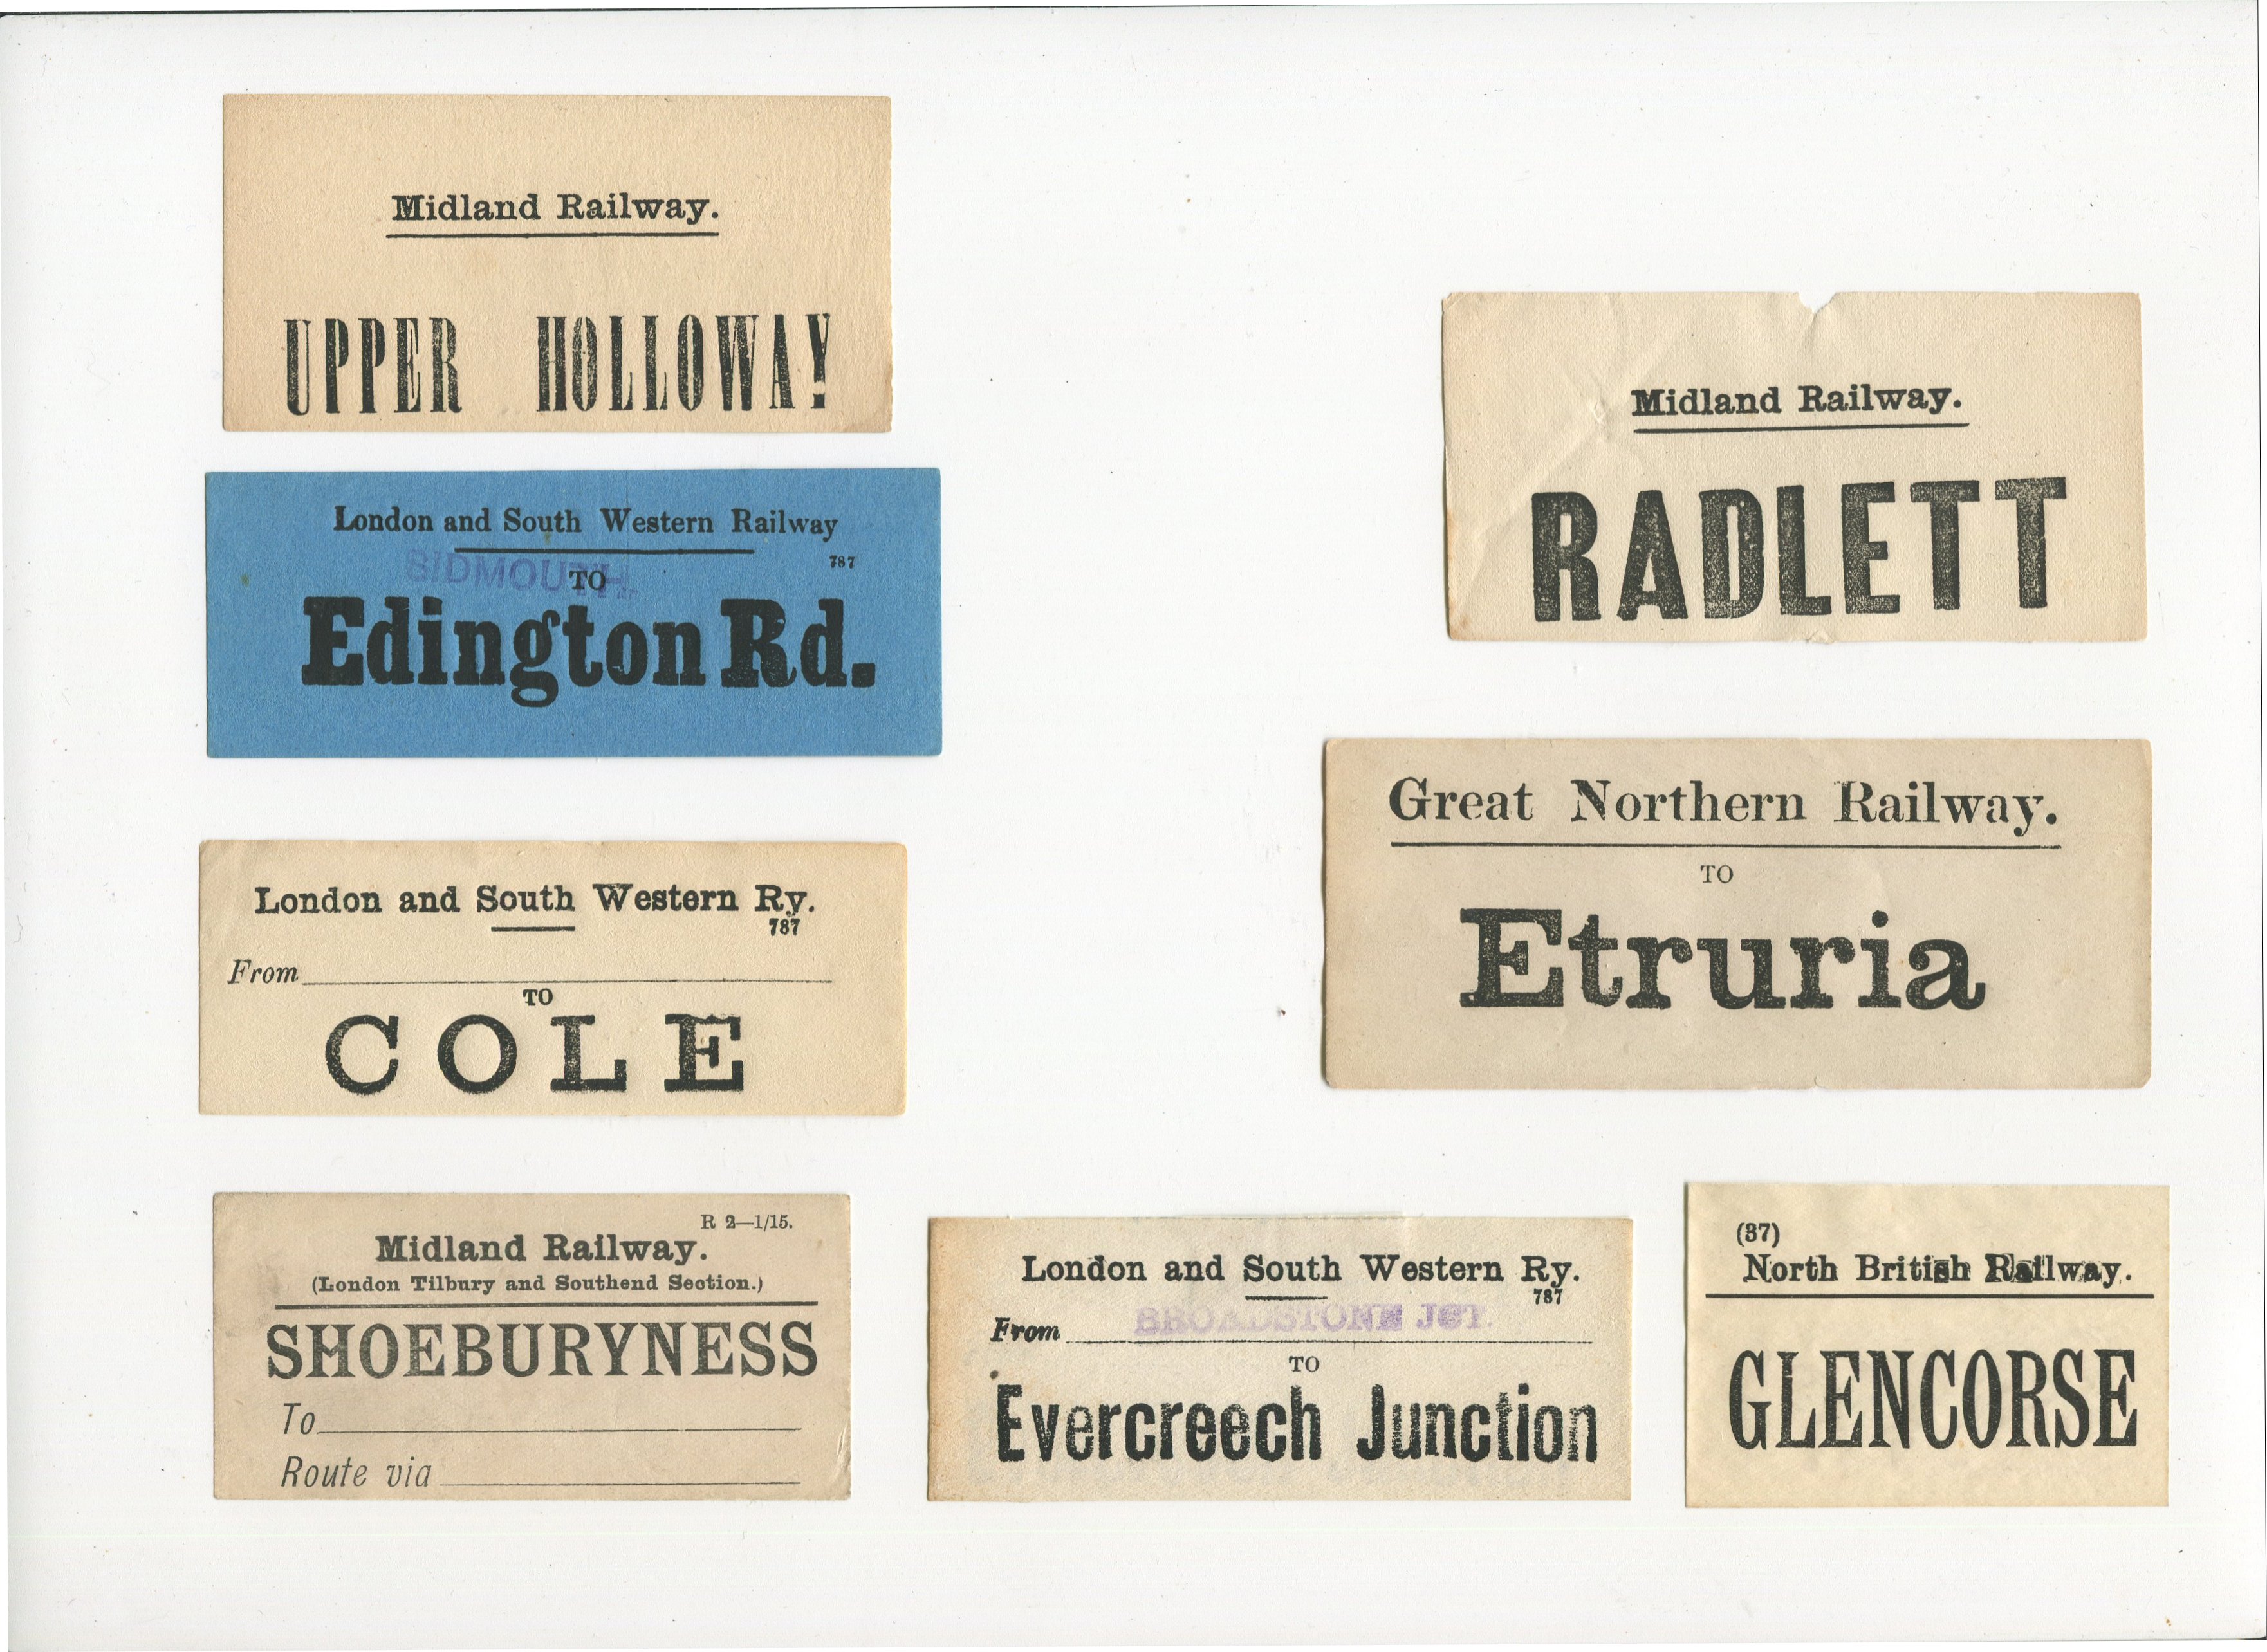 Midland Railway.
UPPER HOLLOWAY!
London and South Western Railway
787
SIDMOUTH.
TO
Edington Rd.
London and South Western Ry.
787
From
TO
COLE
R 2—1/15.
Midland Railway.
(London Tilbury and Southend Section.)
SHOEBURYNESS
To
Route via
Midland Railway.
RADLETT
Great Northern Railway.
TO
Etruria
London and South Western Ry.
787
From BROADSTONE JCT.
TO
Evercreech Junction
(37)
North British Railway.
GLENCORSE